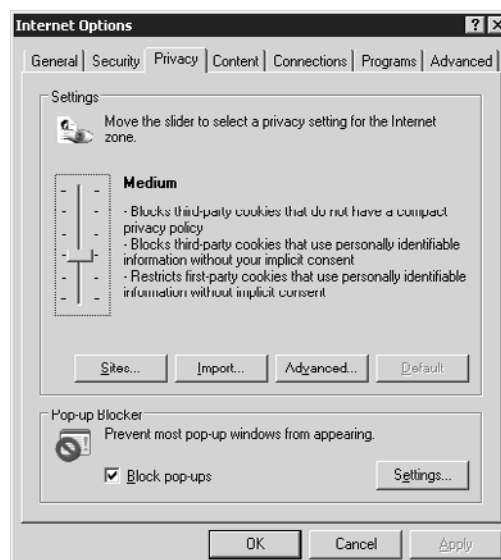 Internet Options
General Security Privacy Content Connections Programs Advanced
Settings
Move the slider to select a privacy setting for the Internet
zone.
Medium
- Blocks third-party cookies that do not have a compact
privacy policy
- Blocks third-party cookies that use personally identifiable
information without your implicit consent
- Restricts first-party cookies that use personally identifiable
information without implicit consent
Sites... Import... Advanced... Default
Pop-up Blocker
Prevent most pop-up windows from appearing.
Block pop-ups Settings...
OK Cancel Apply